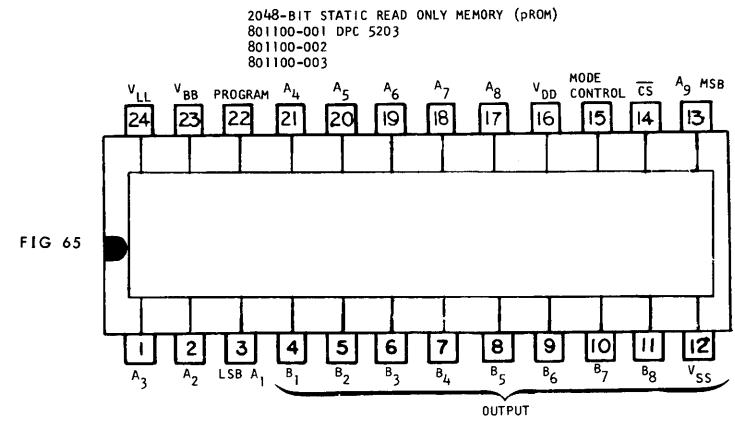 2048-BIT STATIC READ ONLY MEMORY (pROM)
801100-001 DPC 5203
801100-002
801100-003
VLL VBB PROGRAM A4 A5 A6 A7 A8 VDD MODE CONTROL CS A9 MSB
24 23 22 21 20 19 18 17 16 15 14 13
FIG 65
1 2 3 4 5 6 7 8 9 10 11 12
A3 A2 LSB A1 B1 B2 B3 B4 B5 B6 B7 B8 VSS
OUTPUT